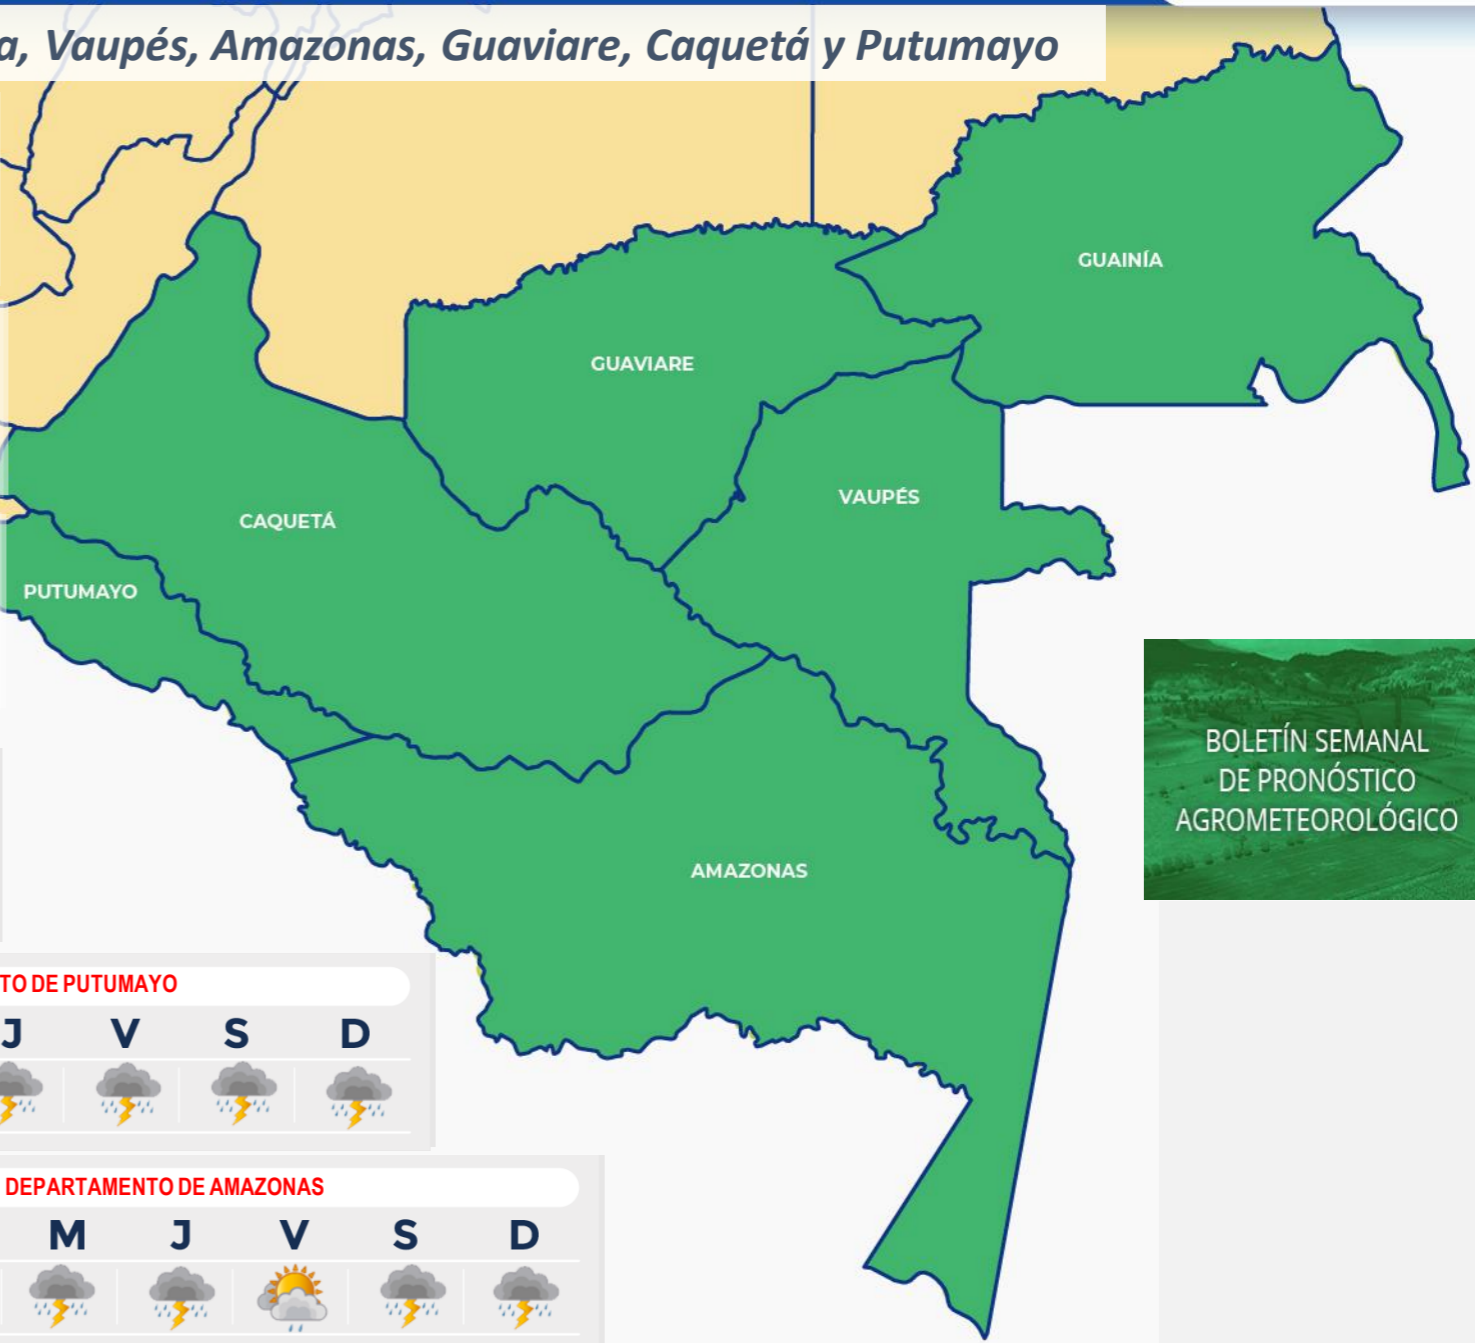 a, Vaupés, Amazonas, Guaviare, Caquetá y Putumayo
GUAINÍA
GUAVIARE
VAUPÉS
CAQUETÁ
PUTUMAYO
AMAZONAS
BOLETÍN SEMANAL
DE PRONÓSTICO
AGROMETEOROLÓGICO
TO DE PUTUMAYO
J V S D
DEPARTAMENTO DE AMAZONAS
M J V S D